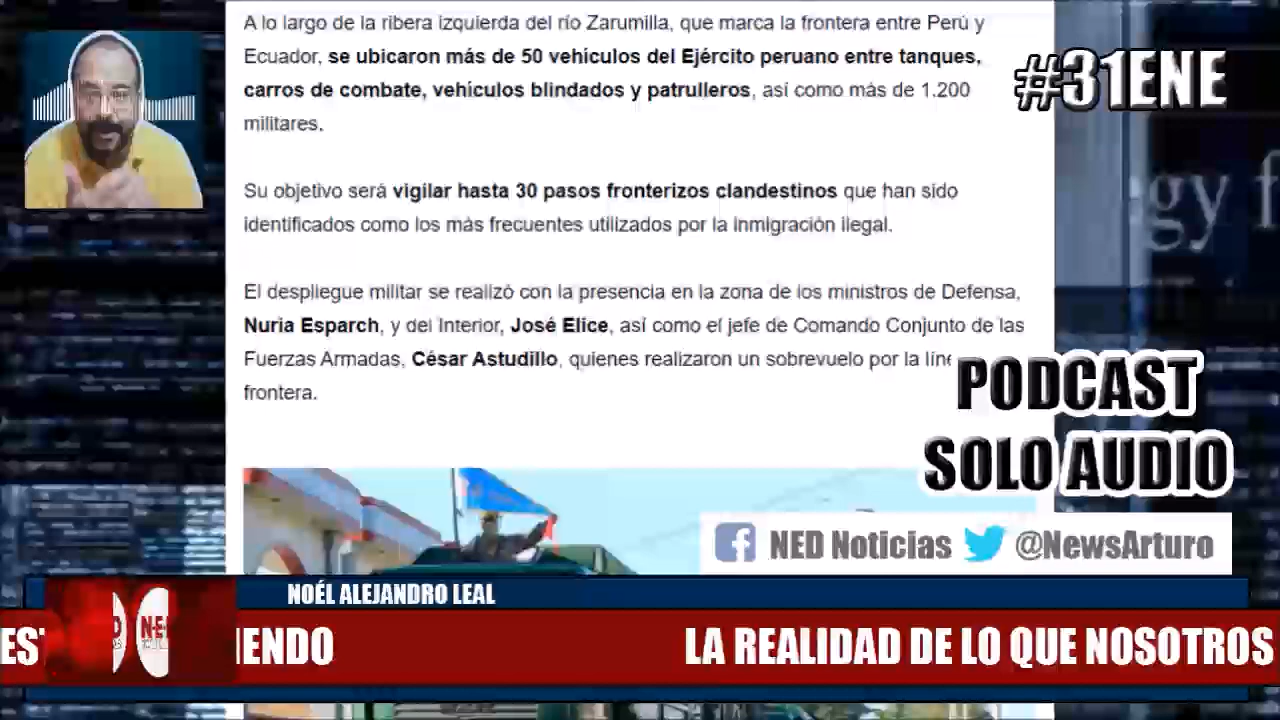 A lo largo de la ribera izquierda del río Zarumilla, que marca la frontera entre Perú y
Ecuador, se ubicaron más de 50 vehículos del Ejército peruano entre tanques,
carros de combate, vehículos blindados y patrulleros, así como más de 1.200
militares.
#31ENE
Su objetivo será vigilar hasta 30 pasos fronterizos clandestinos que han sido
identificados como los más frecuentes utilizados por la inmigración ilegal.
gy f
El despliegue militar se realizó con la presencia en la zona de los ministros de Defensa,
Nuria Esparch, y del Interior, José Elice, así como el jefe de Comando Conjunto de las
Fuerzas Armadas, César Astudillo, quienes realizaron un sobrevuelo por la líne
frontera.
PODCAST
SOLO AUDIO
NED Noticias @NewsArturo
NOÉL ALEJANDRO LEAL
EST IENDO LA REALIDAD DE LO QUE NOSOTROS